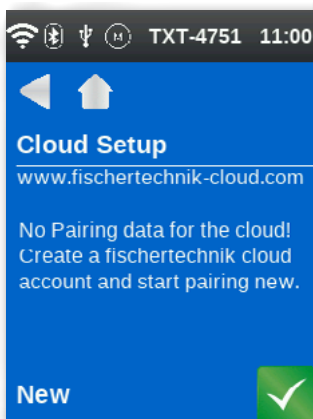 TXT-4751 11:00
Cloud Setup
www.fischertechnik-cloud.com
No Pairing data for the cloud!
Create a fischertechnik cloud
account and start pairing new.
New